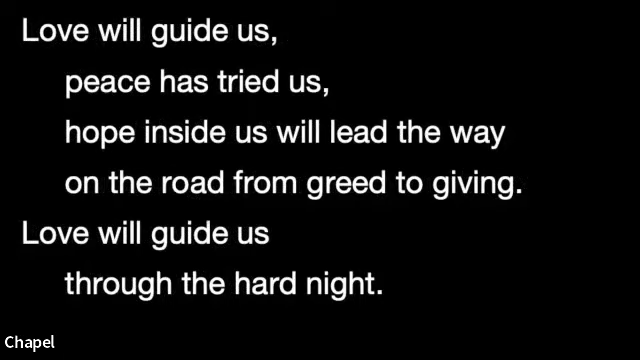 Love will guide us,
peace has tried us,
hope inside us will lead the way
on the road from greed to giving.
Love will guide us
through the hard night.
Chapel